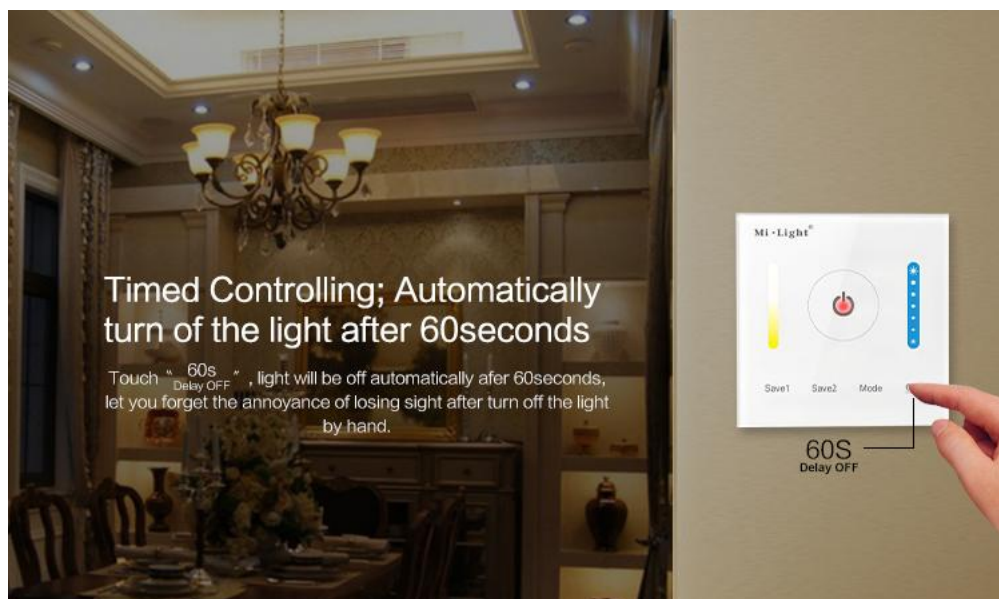 Timed Controlling; Automatically
turn of the light after 60seconds
Touch “ 60s Delay OFF ” , light will be off automatically afer 60seconds,
let you forget the annoyance of losing sight after turn off the light
by hand.
Mi·Light®
Save1 Save2 Mode
60S
Delay OFF